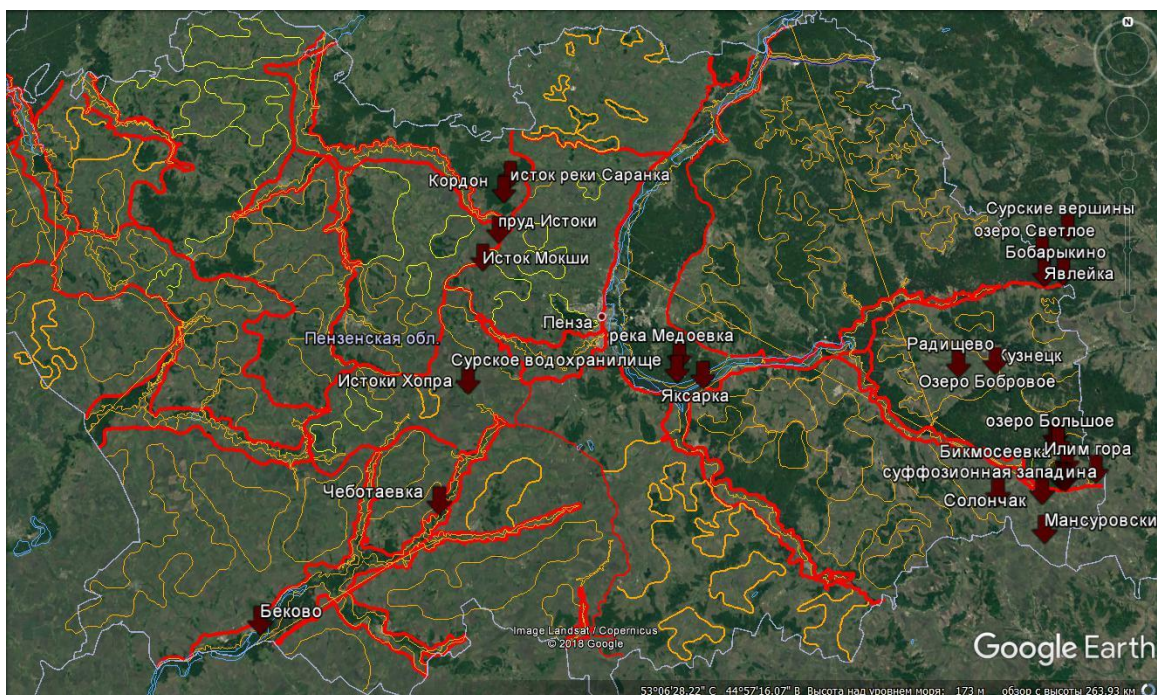 N
Кордон
исток реки Саранка
пруд Истоки
Исток Мокши
Сурские вершины
озеро Светлое
Бобарыкино
Явлейка
Пенза
Пензенская обл.
река Медоевка
Сурское водохранилище
Истоки Хопра
Яксарка
Радищево
Кузнецк
Озеро Бобровое
озеро Большое
Бикмосеевка
Илим гора
суффозионная западина
Солончак
Мансуровски
Чеботаевка
Беково
Image Landsat / Copernicus
© 2018 Google
Google Earth
53°06'28.22" С 44°57'16.07" В Высота над уровнем моря: 173 м обзор с высоты 263.93 км